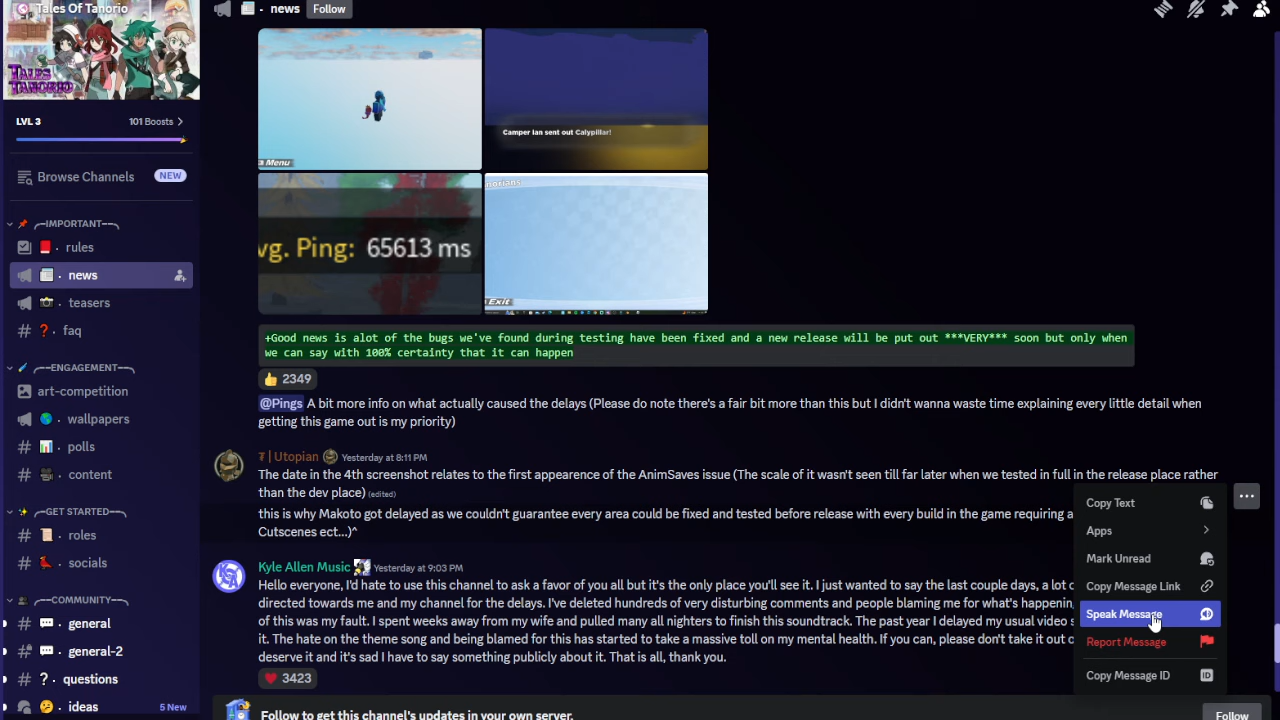 Tales Of Tanorio
TALES
TANORIO
LVL 3
101 Boosts
Browse Channels
NEW
IMPORTANT
rules
news
teasers
faq
ENGAGEMENT
art-competition
wallpapers
polls
content
GET STARTED
roles
socials
COMMUNITY
general
general-2
questions
ideas
5 New
news
Follow
Menu
Camper Ian sent out Calypillar!
vg. Ping: 65613 ms
norians
Exit
+Good news is alot of the bugs we've found during testing have been fixed and a new release will be put out ***VERY*** soon but only when
we can say with 100% certainty that it can happen
2349
@Pings A bit more info on what actually caused the delays (Please do note there's a fair bit more than this but I didn't wanna waste time explaining every little detail when
getting this game out is my priority)
₮ | Utopian Yesterday at 8:11 PM
The date in the 4th screenshot relates to the first appearence of the AnimSaves issue (The scale of it wasn't seen till far later when we tested in full in the release place rather
than the dev place) (edited)
this is why Makoto got delayed as we couldn't guarantee every area could be fixed and tested before release with every build in the game requiring a
Cutscenes ect...)^
Kyle Allen Music Yesterday at 9:03 PM
Hello everyone, I'd hate to use this channel to ask a favor of you all but it's the only place you'll see it. I just wanted to say the last couple days, a lot
directed towards me and my channel for the delays. I've deleted hundreds of very disturbing comments and people blaming me for what's happenin
of this was my fault. I spent weeks away from my wife and pulled many all nighters to finish this soundtrack. The past year I delayed my usual video
it. The hate on the theme song and being blamed for this has started to take a massive toll on my mental health. If you can, please don't take it out
deserve it and it's sad I have to say something publicly about it. That is all, thank you.
3423
Copy Text
Apps
Mark Unread
Copy Message Link
Speak Message
Report Message
Copy Message ID
ID
Follow to get this channel's updates in your own server.
Follow